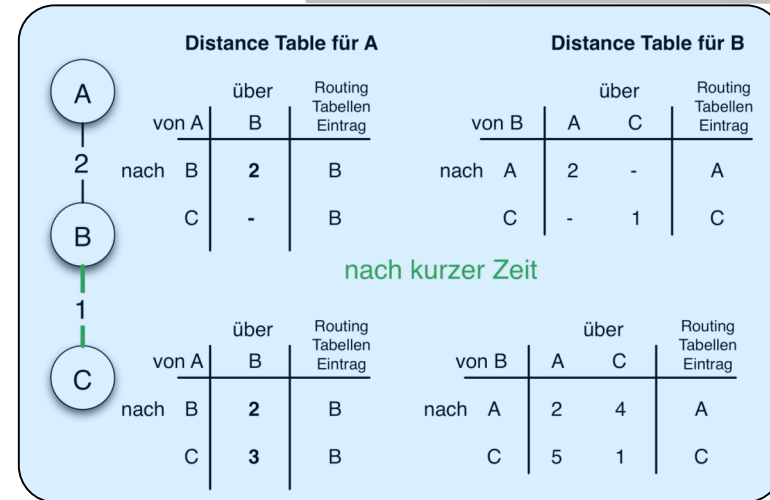 Distance Table für A
über
Routing
Tabellen
Eintrag
von A B
nach B 2 B
C - B
Distance Table für B
über
Routing
Tabellen
Eintrag
von B A C
nach A 2 - A
C - 1 C
A
2
B
1
C
nach kurzer Zeit
über
Routing
Tabellen
Eintrag
von A B
nach B 2 B
C 3 B
über
Routing
Tabellen
Eintrag
von B A C
nach A 2 4 A
C 5 1 C